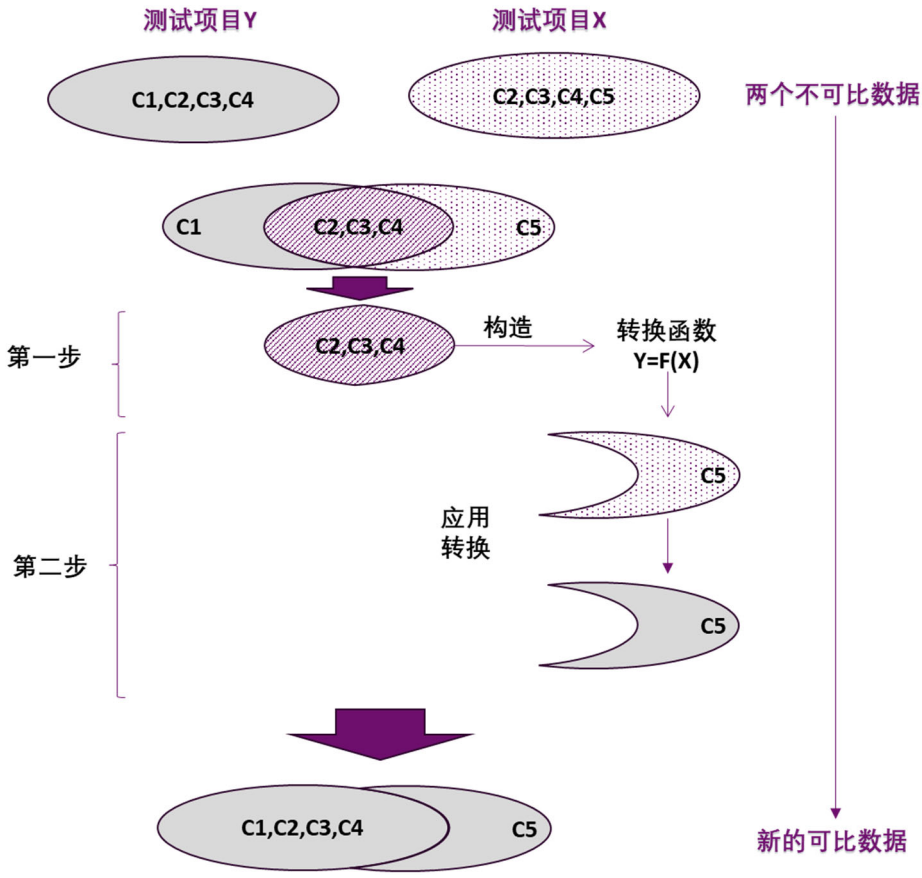 测试项目Y
测试项目X
C1,C2,C3,C4
C2,C3,C4,C5
两个不可比数据
C1
C2,C3,C4
C5
第一步
C2,C3,C4
构造
转换函数
Y=F(X)
第二步
应用
转换
C5
C5
C1,C2,C3,C4
C5
新的可比数据